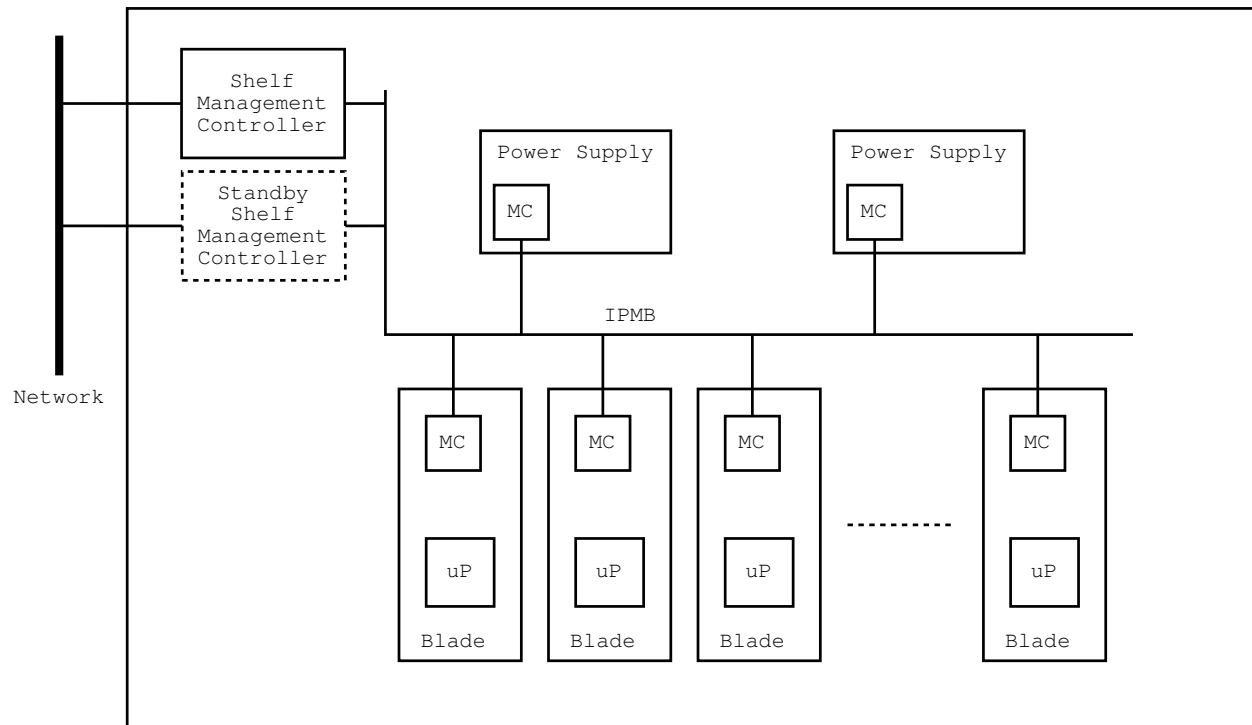 Shelf
Management
Controller
Standby
Shelf
Management
Controller
Network
Power Supply
MC
Power Supply
MC
IPMB
MC
uP
Blade
MC
uP
Blade
MC
uP
Blade
MC
uP
Blade